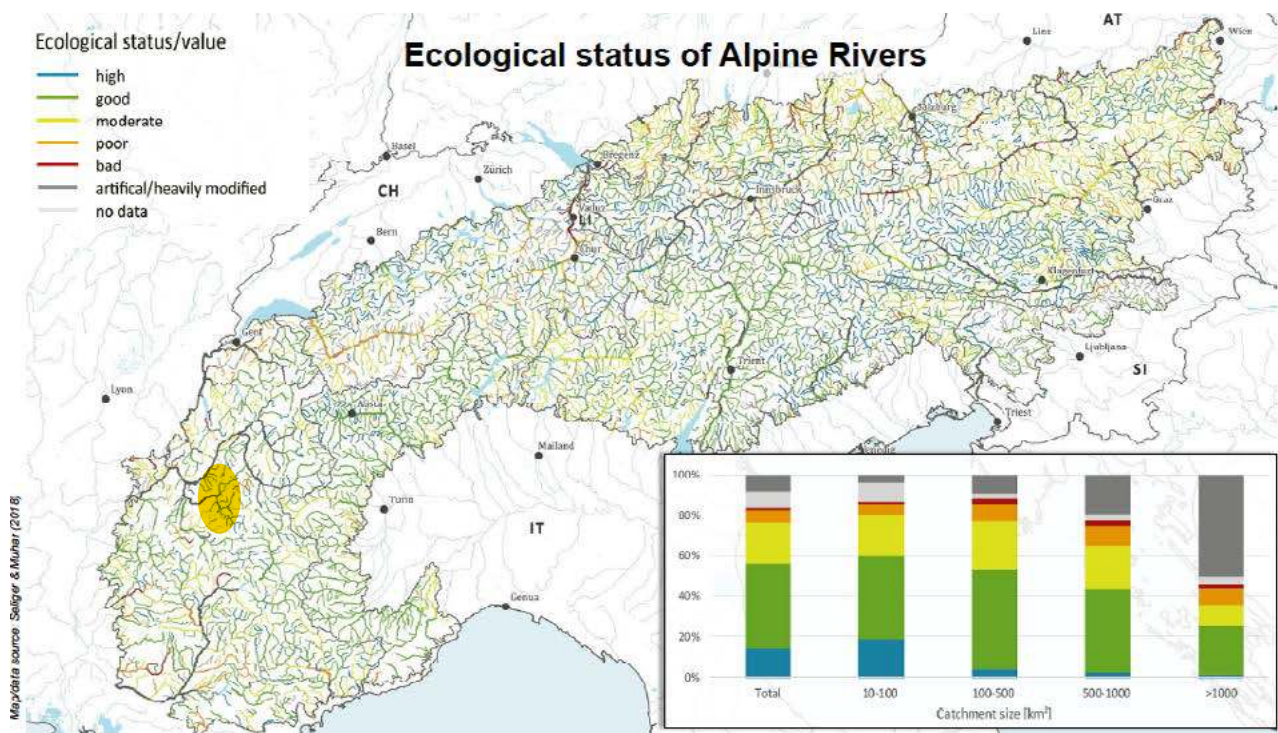 Ecological status of Alpine Rivers
Ecological status/value
high
good
moderate
poor
bad
artifical/heavily modified
no data
AT
Wien
Salzburg
Basel
Zürich
Bregenz
CH
LI
Innsbruck
Graz
Bern
Chur
Klagenfurt
Genf
Ljubljana
SI
Trient
Lyon
Aosta
Triest
Mailand
Venedig
Turin
IT
Genua
Map/data source: Seliger & Muhar (2018)
100%
80%
60%
40%
20%
0%
Total
10-100
100-500
500-1000
>1000
Catchment size [km²]